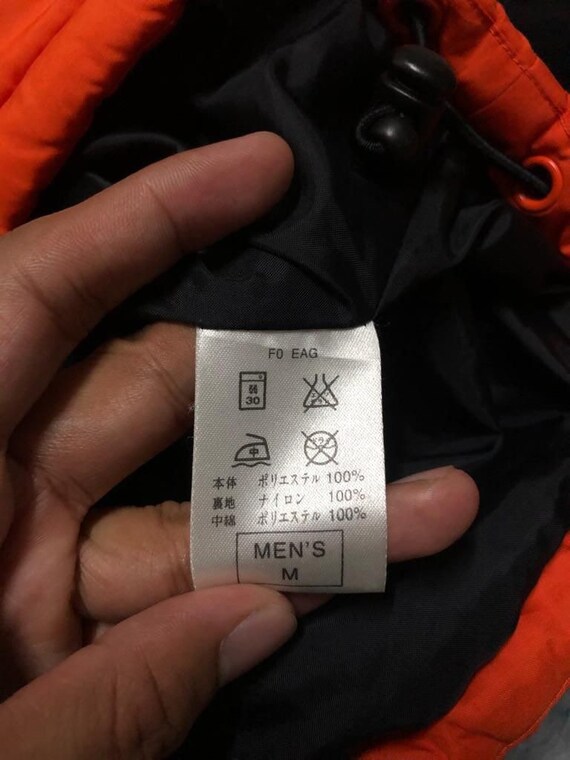 F0 EAG
弱
30
中
本体 ポリエステル 100%
裏地 ナイロン 100%
中綿 ポリエステル 100%
MEN'S
M